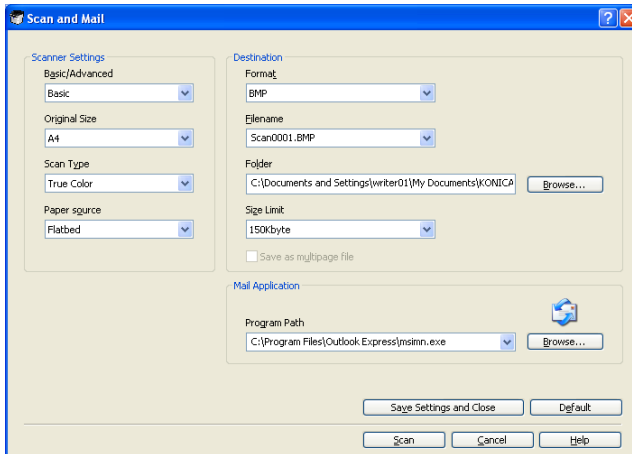 Scan and Mail
Scanner Settings
Basic/Advanced
Basic
Original Size
A4
Scan Type
True Color
Paper source
Flatbed
Destination
Format
BMP
Filename
Scan0001.BMP
Folder
C:\Documents and Settings\writer01\My Documents\KONICA
Browse...
Size Limit
150Kbyte
Save as multipage file
Mail Application
Program Path
C:\Program Files\Outlook Express\msimn.exe
Browse...
Save Settings and Close
Default
Scan
Cancel
Help